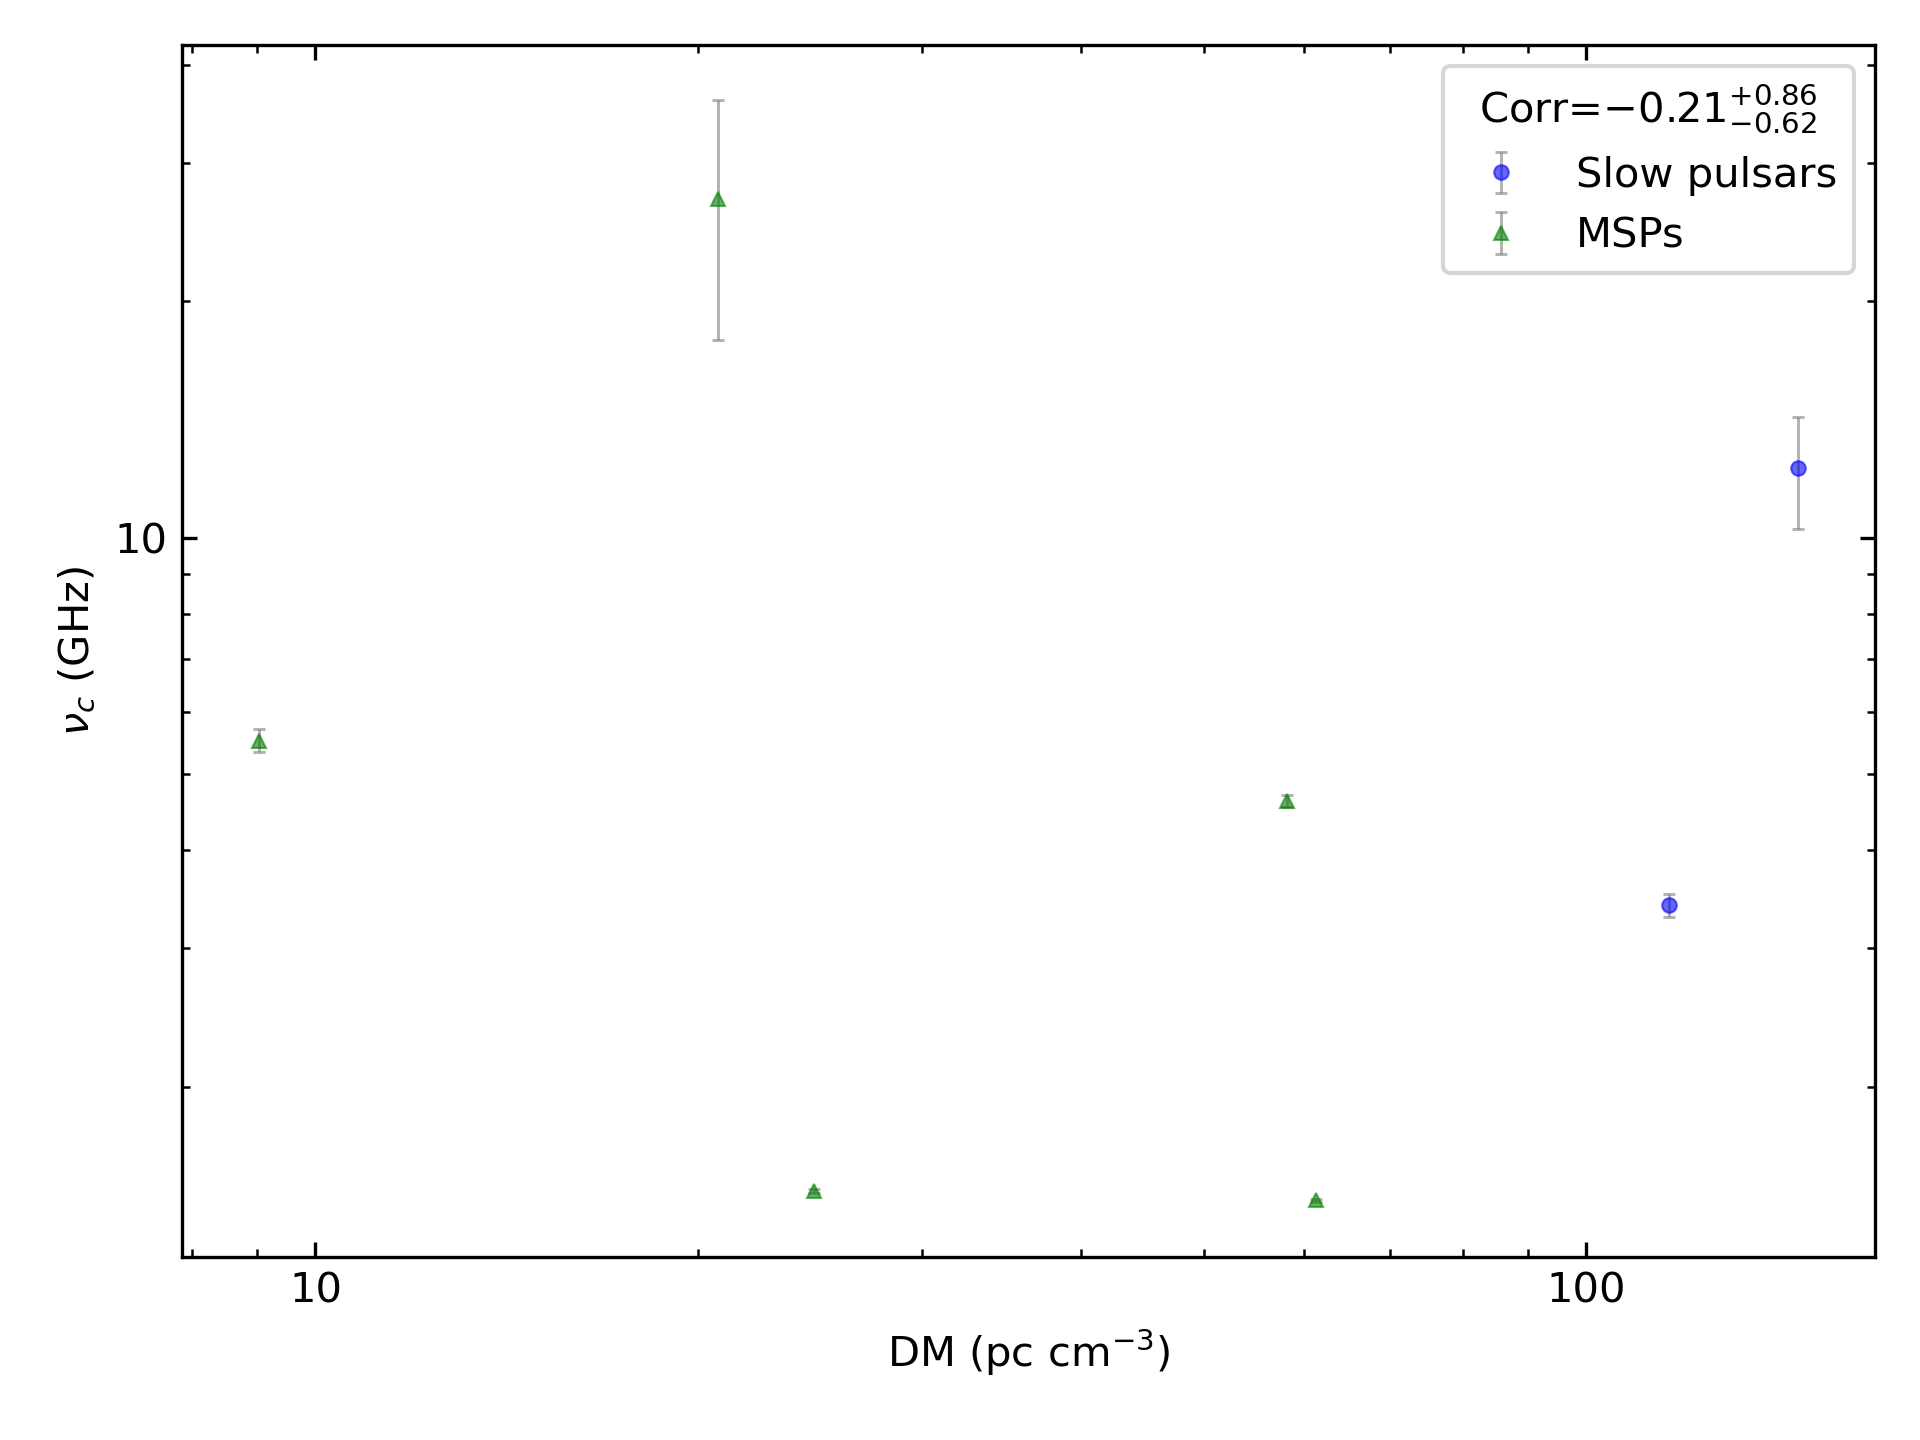 Corr=−0.21+0.86−0.62
Slow pulsars
MSPs
10
νc (GHz)
10
100
DM (pc cm−3)